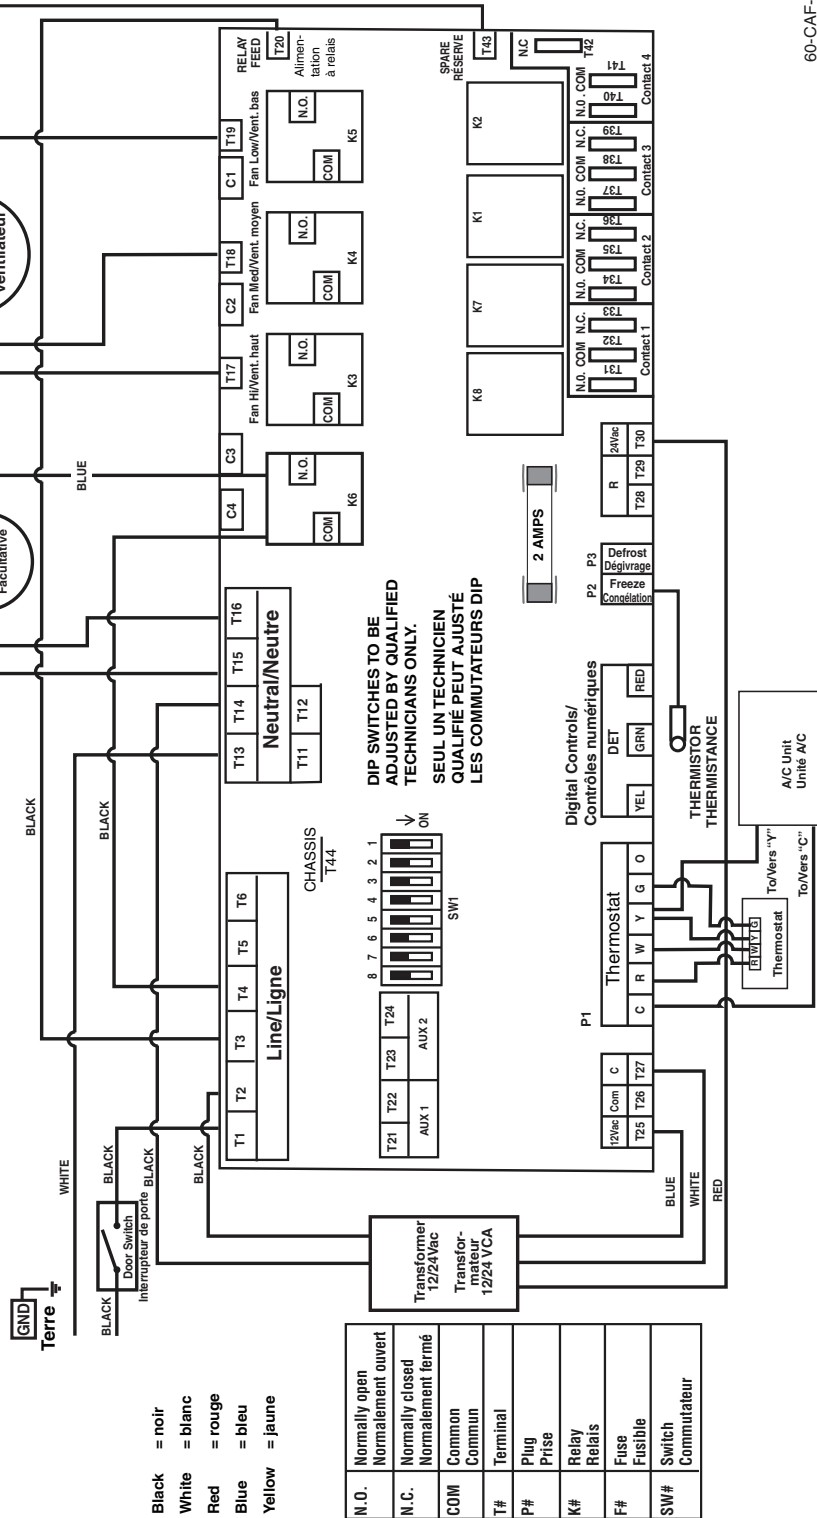 60-CAF-
GND
Terre
Black = noir
White = blanc
Red = rouge
Blue = bleu
Yellow = jaune
N.O. Normally open
Normalement ouvert
N.C. Normally closed
Normalement fermé
COM Common
Commun
T# Terminal
P# Plug
Prise
K# Relay
Relais
F# Fuse
Fusible
SW# Switch
Commutateur
Ventilateur
Facultative
BLUE
BLACK
BLACK
WHITE
BLACK
BLACK
BLACK
BLACK
Door Switch
Interrupteur de porte
Transformer
12/24Vac
Transfor-
mateur
12/24 VCA
BLUE
WHITE
RED
T1 T2 T3 T4 T5 T6
Line/Ligne
T13 T14 T15 T16
Neutral/Neutre
T11 T12
C4 C3 T17 C2 T18 C1 T19
Fan Hi/Vent. haut
Fan Med/Vent. moyen
Fan Low/Vent. bas
RELAY
FEED
T20
Alimen-
tation
à relais
COM N.O.
K6
COM N.O.
K3
COM N.O.
K4
COM N.O.
K5
CHASSIS
T44
DIP SWITCHES TO BE
ADJUSTED BY QUALIFIED
TECHNICIANS ONLY.
SEUL UN TECHNICIEN
QUALIFIÉ PEUT AJUSTÉ
LES COMMUTATEURS DIP
8 7 6 5 4 3 2 1
ON
SW1
T21 T22 T23 T24
AUX 1 AUX 2
2 AMPS
SPARE
RÉSERVE
T43
N.C
T42
K8 K7 K1 K2
N.O. COM N.C.
T31 T32 T33
Contact 1
N.O. COM N.C.
T34 T35 T36
Contact 2
N.O. COM N.C.
T37 T38 T39
Contact 3
N.O. COM
T40 T41
Contact 4
12Vac Com C
T25 T26 T27
P1
Thermostat
C R W Y G O
Digital Controls/
Contrôles numériques
DET
YEL GRN RED
P2 P3
Freeze
Congélation
Defrost
Dégivrage
R 24Vac
T28 T29 T30
THERMISTOR
THERMISTANCE
R W Y G
Thermostat
To/Vers “Y”
To/Vers “C”
A/C Unit
Unité A/C